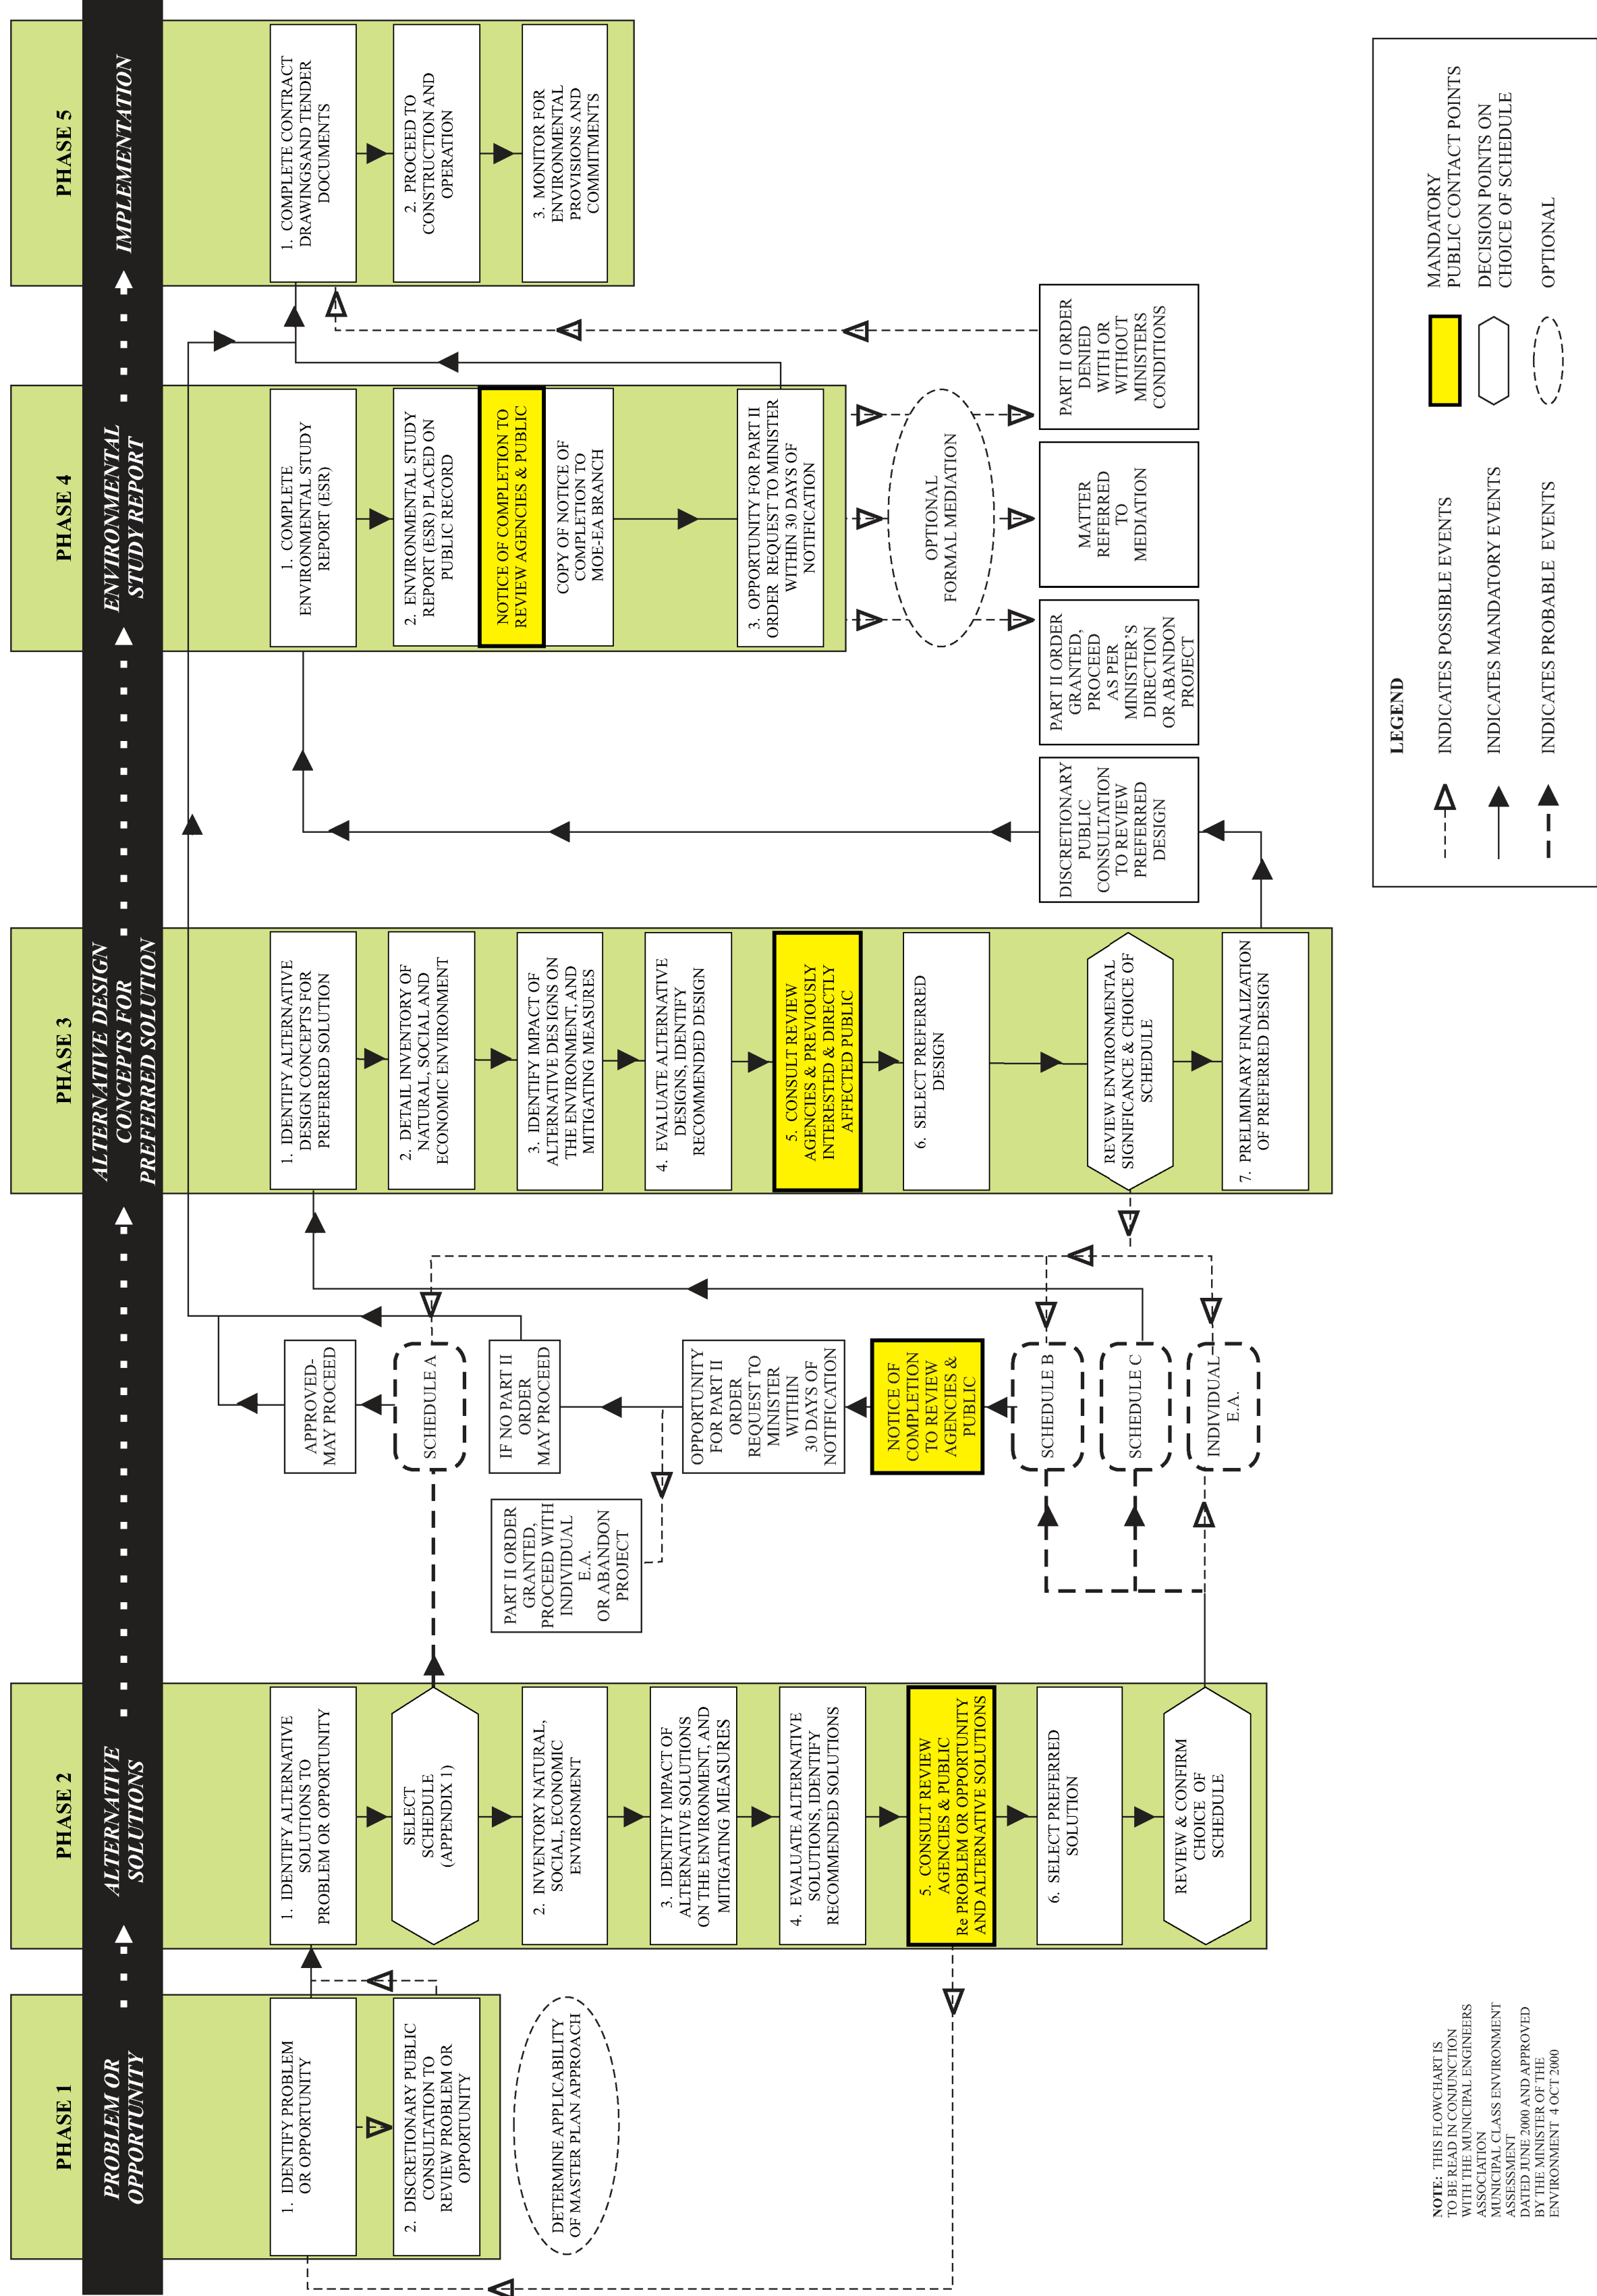 PHASE 1
PROBLEM OR
OPPORTUNITY
1. IDENTIFY PROBLEM
OR OPPORTUNITY
2. DISCRETIONARY PUBLIC
CONSULTATION TO
REVIEW PROBLEM OR
OPPORTUNITY
DETERMINE APPLICABILITY
OF MASTER PLAN APPROACH
PHASE 2
ALTERNATIVE
SOLUTIONS
1. IDENTIFY ALTERNATIVE
SOLUTIONS TO
PROBLEM OR OPPORTUNITY
SELECT
SCHEDULE
(APPENDIX 1)
2. INVENTORY NATURAL,
SOCIAL, ECONOMIC
ENVIRONMENT
3. IDENTIFY IMPACT OF
ALTERNATIVE SOLUTIONS
ON THE ENVIRONMENT, AND
MITIGATING MEASURES
4. EVALUATE ALTERNATIVE
SOLUTIONS, IDENTIFY
RECOMMENDED SOLUTIONS
5. CONSULT REVIEW
AGENCIES & PUBLIC
Re PROBLEM OR OPPORTUNITY
AND ALTERNATIVE SOLUTIONS
6. SELECT PREFERRED
SOLUTION
REVIEW & CONFIRM
CHOICE OF
SCHEDULE
APPROVED-
MAY PROCEED
SCHEDULE A
IF NO PART II
ORDER
MAY PROCEED
PART II ORDER
GRANTED,
PROCEED WITH
INDIVIDUAL
E.A.
OR ABANDON
PROJECT
OPPORTUNITY
FOR PART II
ORDER
REQUEST TO
MINISTER
WITHIN
30 DAYS OF
NOTIFICATION
NOTICE OF
COMPLETION
TO REVIEW
AGENCIES &
PUBLIC
SCHEDULE B
SCHEDULE C
INDIVIDUAL
E.A.
PHASE 3
ALTERNATIVE DESIGN
CONCEPTS FOR
PREFERRED SOLUTION
1. IDENTIFY ALTERNATIVE
DESIGN CONCEPTS FOR
PREFERRED SOLUTION
2. DETAIL INVENTORY OF
NATURAL, SOCIAL AND
ECONOMIC ENVIRONMENT
3. IDENTIFY IMPACT OF
ALTERNATIVE DESIGNS ON
THE ENVIRONMENT, AND
MITIGATING MEASURES
4. EVALUATE ALTERNATIVE
DESIGNS, IDENTIFY
RECOMMENDED DESIGN
5. CONSULT REVIEW
AGENCIES & PREVIOUSLY
INTERESTED & DIRECTLY
AFFECTED PUBLIC
6. SELECT PREFERRED
DESIGN
REVIEW ENVIRONMENTAL
SIGNIFICANCE & CHOICE OF
SCHEDULE
7. PRELIMINARY FINALIZATION
OF PREFERRED DESIGN
DISCRETIONARY
PUBLIC
CONSULTATION
TO REVIEW
PREFERRED
DESIGN
PHASE 4
ENVIRONMENTAL
STUDY REPORT
1. COMPLETE
ENVIRONMENTAL STUDY
REPORT (ESR)
2. ENVIRONMENTAL STUDY
REPORT (ESR) PLACED ON
PUBLIC RECORD
NOTICE OF COMPLETION TO
REVIEW AGENCIES & PUBLIC
COPY OF NOTICE OF
COMPLETION TO
MOE-EA BRANCH
3. OPPORTUNITY FOR PART II
ORDER REQUEST TO MINISTER
WITHIN 30 DAYS OF
NOTIFICATION
OPTIONAL
FORMAL MEDIATION
PART II ORDER
GRANTED,
PROCEED
AS PER
MINISTER'S
DIRECTION
OR ABANDON
PROJECT
MATTER
REFERRED
TO
MEDIATION
PART II ORDER
DENIED
WITH OR
WITHOUT
MINISTERS
CONDITIONS
PHASE 5
IMPLEMENTATION
1. COMPLETE CONTRACT
DRAWINGSAND TENDER
DOCUMENTS
2. PROCEED TO
CONSTRUCTION AND
OPERATION
3. MONITOR FOR
ENVIRONMENTAL
PROVISIONS AND
COMMITMENTS
NOTE: THIS FLOWCHART IS
TO BE READ IN CONJUNCTION
WITH THE MUNICIPAL ENGINEERS
ASSOCIATION
MUNICIPAL CLASS ENVIRONMENT
ASSESSMENT
DATED JUNE 2000 AND APPROVED
BY THE MINISTER OF THE
ENVIRONMENT 4 OCT 2000
LEGEND
INDICATES POSSIBLE EVENTS
INDICATES MANDATORY EVENTS
INDICATES PROBABLE EVENTS
MANDATORY
PUBLIC CONTACT POINTS
DECISION POINTS ON
CHOICE OF SCHEDULE
OPTIONAL